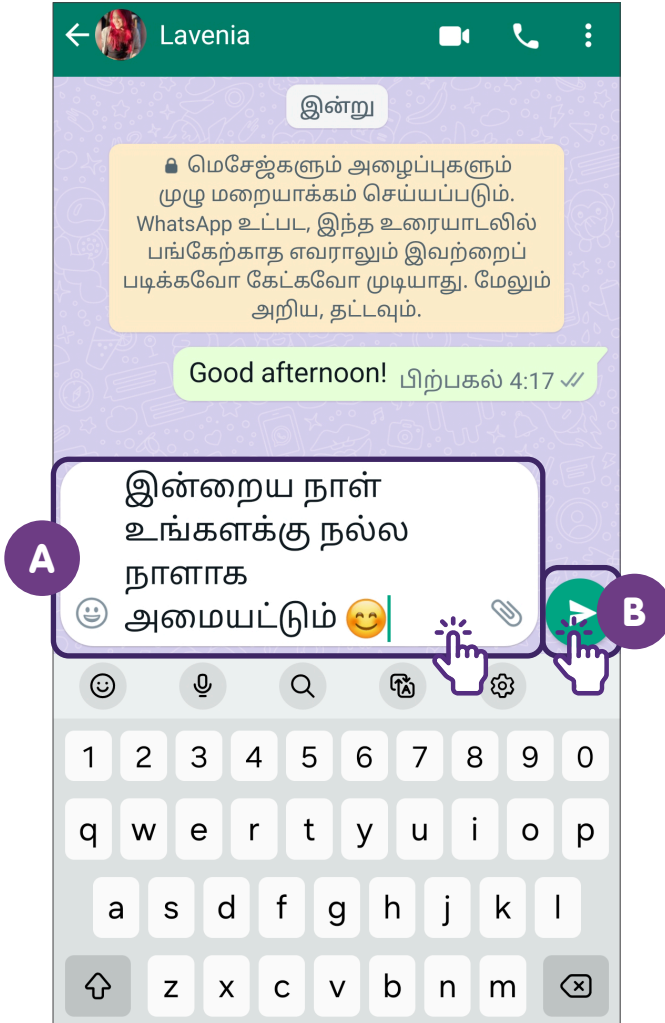 Lavenia
இன்று
மெசேஜ்களும் அழைப்புகளும்
முழு மறையாக்கம் செய்யப்படும்.
WhatsApp உட்பட, இந்த உரையாடலில்
பங்கேற்காத எவராலும் இவற்றைப்
படிக்கவோ கேட்கவோ முடியாது. மேலும்
அறிய, தட்டவும்.
Good afternoon! பிற்பகல் 4:17
இன்றைய நாள்
உங்களக்கு நல்ல
நாளாக
அமையட்டும் 😊
A
B
1 2 3 4 5 6 7 8 9 0
q w e r t y u i o p
a s d f g h j k l
z x c v b n m